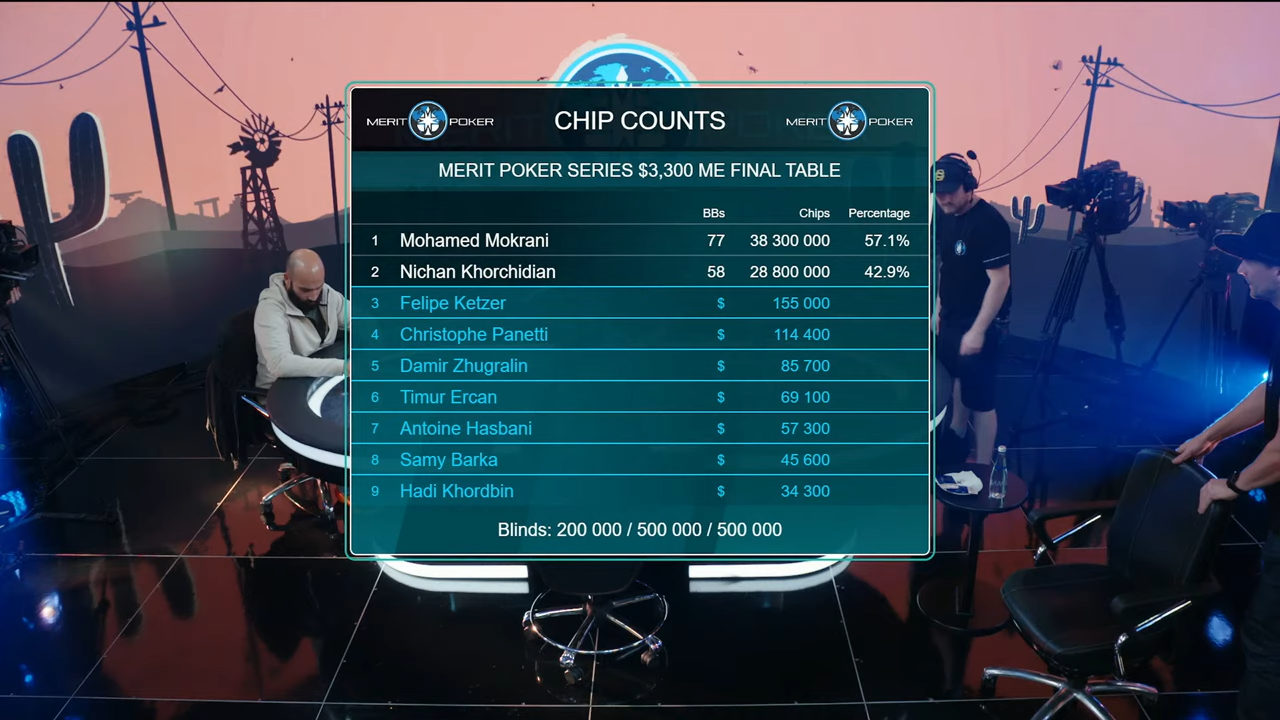 MERIT POKER CHIP COUNTS MERIT POKER
MERIT POKER SERIES $3,300 ME FINAL TABLE
BBs Chips Percentage
1 Mohamed Mokrani 77 38 300 000 57.1%
2 Nichan Khorchidian 58 28 800 000 42.9%
3 Felipe Ketzer $ 155 000
4 Christophe Panetti $ 114 400
5 Damir Zhugralin $ 85 700
6 Timur Ercan $ 69 100
7 Antoine Hasbani $ 57 300
8 Samy Barka $ 45 600
9 Hadi Khordbin $ 34 300
Blinds: 200 000 / 500 000 / 500 000